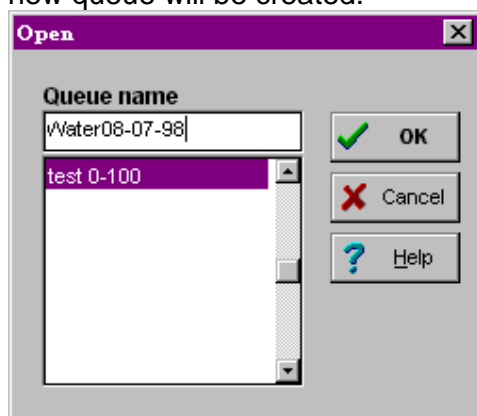 new queue will be created.
Open
Queue name
Water08-07-98
test 0-100
OK
Cancel
Help